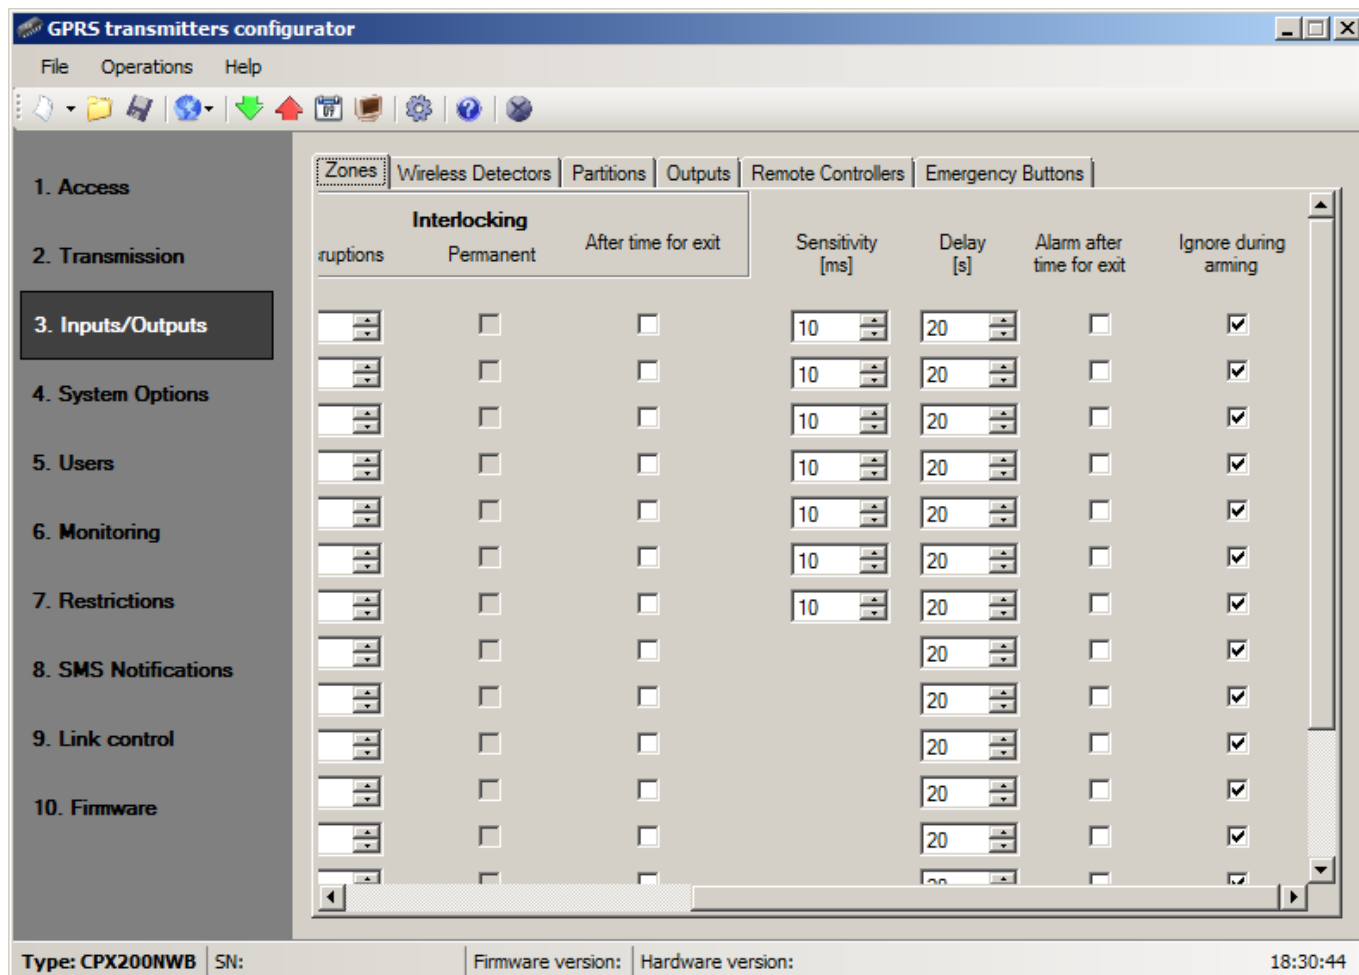 GPRS transmitters configurator
File Operations Help
09
Zones Wireless Detectors Partitions Outputs Remote Controllers Emergency Buttons
1. Access
2. Transmission
3. Inputs/Outputs
4. System Options
5. Users
6. Monitoring
7. Restrictions
8. SMS Notifications
9. Link control
10. Firmware
Interlocking
ruptions Permanent After time for exit Sensitivity Delay Alarm after Ignore during
[ms] [s] time for exit arming
10 20
10 20
10 20
10 20
10 20
10 20
10 20
20
20
20
20
20
20
Type: CPX200NWB SN: Firmware version: Hardware version: 18:30:44